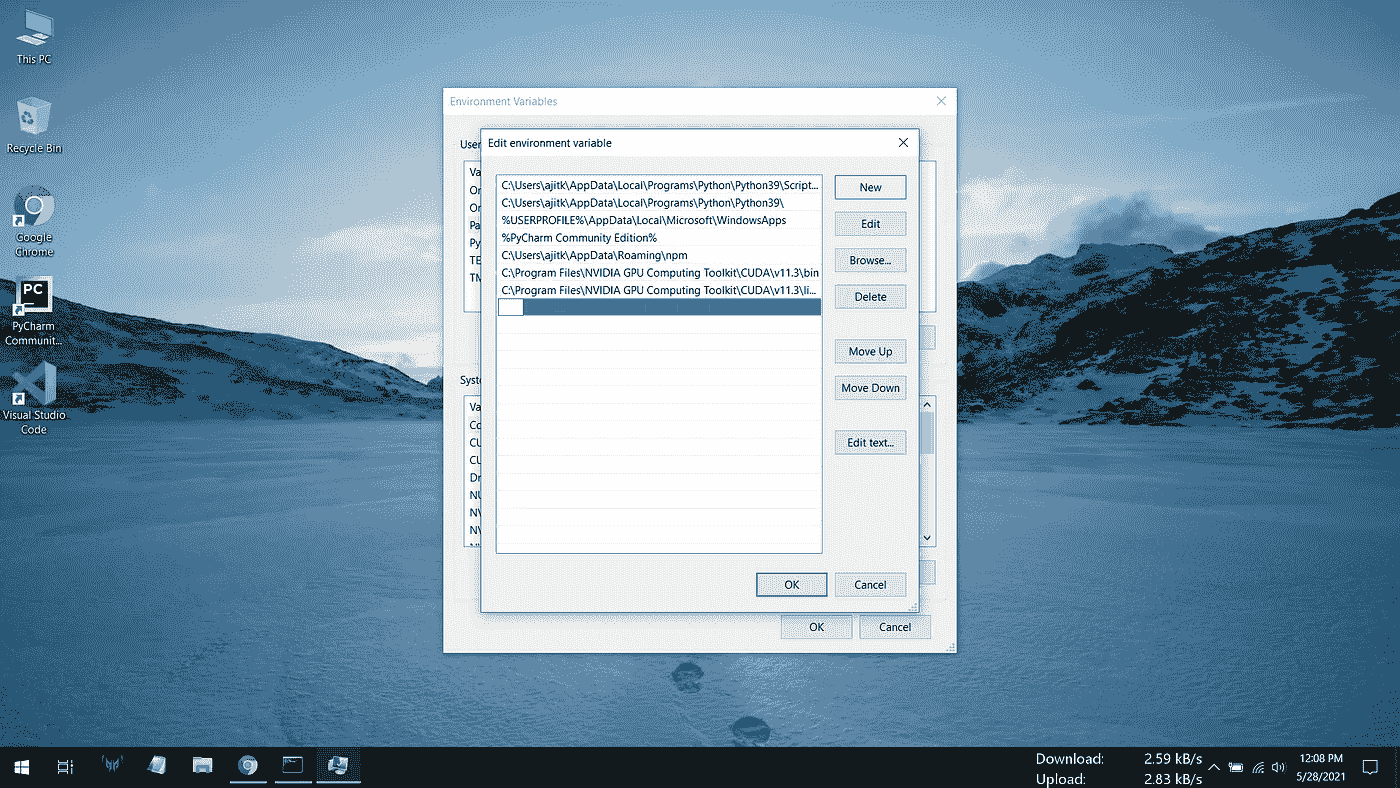 This PC
Recycle Bin
Google
Chrome
PyCharm
Communit...
Visual Studio
Code
Environment Variables
User
Va
On
On
Pa
Py
TE
TM
Syste
Va
Co
CU
CU
Dr
NU
NV
NV
Edit environment variable
C:\Users\ajitk\AppData\Local\Programs\Python\Python39\Script...
C:\Users\ajitk\AppData\Local\Programs\Python\Python39\
%USERPROFILE%\AppData\Local\Microsoft\WindowsApps
%PyCharm Community Edition%
C:\Users\ajitk\AppData\Roaming\npm
C:\Program Files\NVIDIA GPU Computing Toolkit\CUDA\v11.3\bin
C:\Program Files\NVIDIA GPU Computing Toolkit\CUDA\v11.3\li...
New
Edit
Browse...
Delete
Move Up
Move Down
Edit text...
OK Cancel
OK Cancel
Download: 2.59 kB/s
Upload: 2.83 kB/s
12:08 PM
5/28/2021